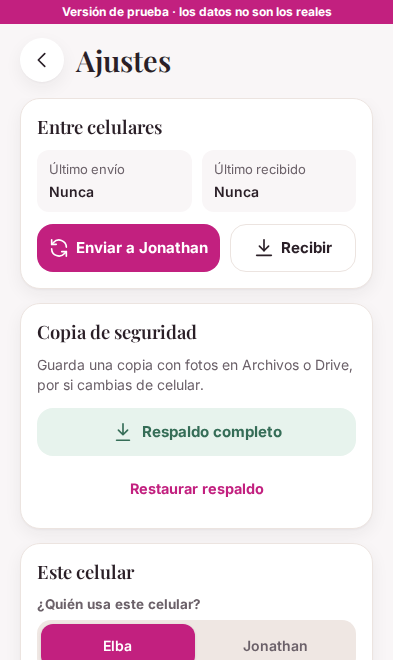 Versión de prueba · los datos no son los reales
Ajustes
Entre celulares
Último envío
Nunca
Último recibido
Nunca
Enviar a Jonathan
Recibir
Copia de seguridad
Guarda una copia con fotos en Archivos o Drive,
por si cambias de celular.
Respaldo completo
Restaurar respaldo
Este celular
¿Quién usa este celular?
Elba
Jonathan